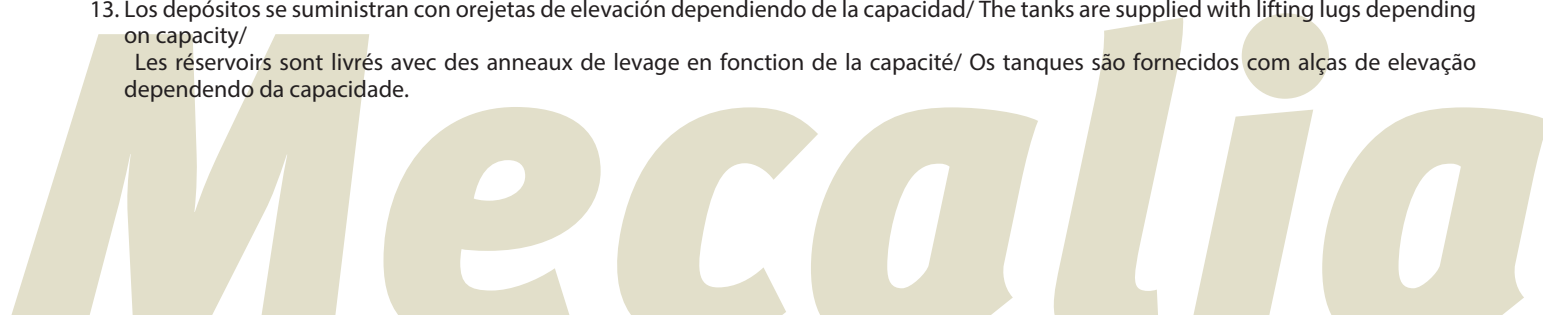 13. Los depósitos se suministran con orejetas de elevación dependiendo de la capacidad/ The tanks are supplied with lifting lugs depending
on capacity/
Les réservoirs sont livrés avec des anneaux de levage en fonction de la capacité/ Os tanques são fornecidos com alças de elevação
dependendo da capacidade.
Mecalia